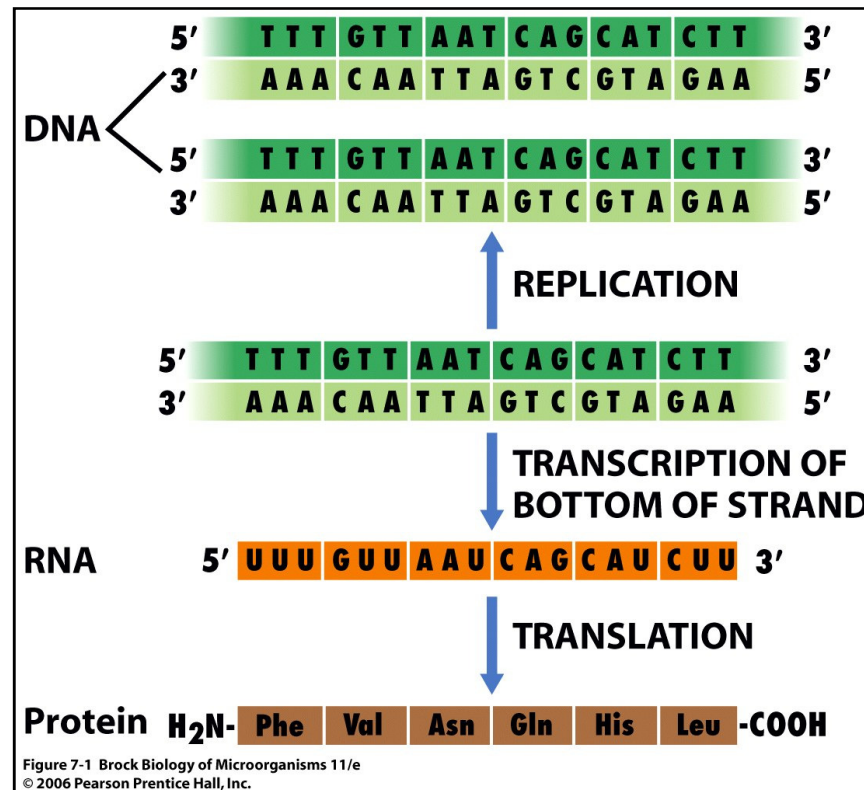 5′ TTT GTT AAT CAG CAT CTT 3′
3′ AAA CAA TTA GTC GTA GAA 5′
DNA
5′ TTT GTT AAT CAG CAT CTT 3′
3′ AAA CAA TTA GTC GTA GAA 5′
REPLICATION
5′ TTT GTT AAT CAG CAT CTT 3′
3′ AAA CAA TTA GTC GTA GAA 5′
TRANSCRIPTION OF
BOTTOM OF STRAND
RNA 5′ UUU GUU AAU CAG CAU CUU 3′
TRANSLATION
Protein H₂N- Phe Val Asn Gln His Leu -COOH
Figure 7-1 Brock Biology of Microorganisms 11/e
© 2006 Pearson Prentice Hall, Inc.